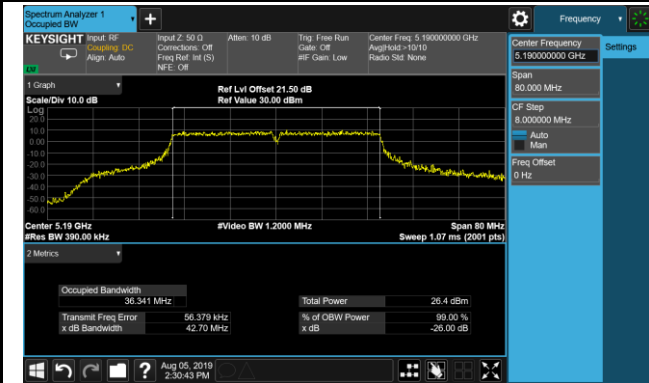 Spectrum Analyzer 1
Occupied BW
+
Frequency
KEYSIGHT
Input: RF
Coupling: DC
Align: Auto
Input Z: 50 Ω
Corrections: Off
Freq Ref: Int (S)
NFE: Off
Atten: 10 dB
Trig: Free Run
Gate: Off
#IF Gain: Low
Center Freq: 5.190000000 GHz
Avg|Hold:>10/10
Radio Std: None
Center Frequency
5.190000000 GHz
Settings
Span
80.000 MHz
CF Step
8.000000 MHz
Auto
Man
Freq Offset
0 Hz
1 Graph
Scale/Div 10.0 dB
Ref Lvl Offset 21.50 dB
Ref Value 30.00 dBm
Log
20.0
10.0
0.00
-10.0
-20.0
-30.0
-40.0
-50.0
-60.0
Center 5.19 GHz
#Video BW 1.2000 MHz
Span 80 MHz
#Res BW 390.00 kHz
Sweep 1.07 ms (2001 pts)
2 Metrics
Occupied Bandwidth
36.341 MHz
Total Power
26.4 dBm
Transmit Freq Error
56.379 kHz
% of OBW Power
99.00 %
x dB Bandwidth
42.70 MHz
x dB
-26.00 dB
?
Aug 05, 2019
2:30:43 PM